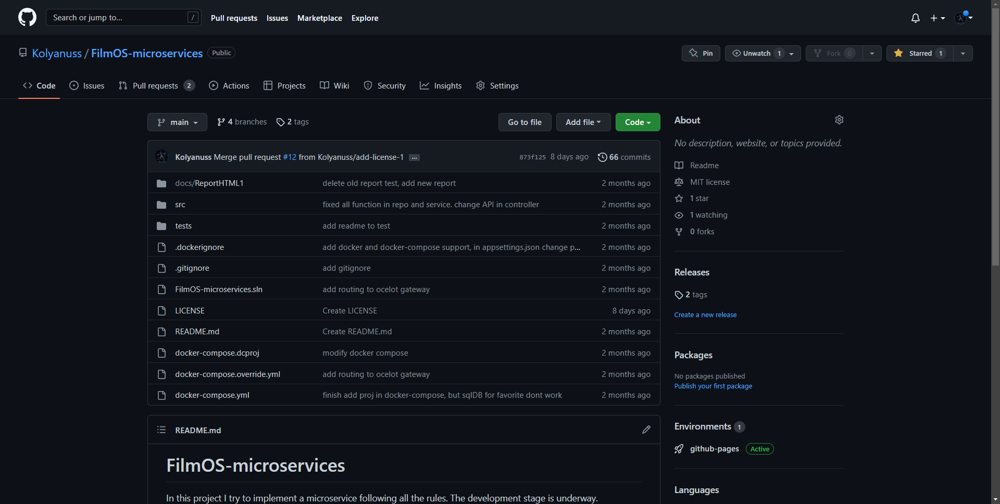 Search or jump to... /
Pull requests Issues Marketplace Explore
Kolyanuss / FilmOS-microservices Public
Pin Unwatch 1 Fork 0 Starred 1
Code Issues Pull requests 2 Actions Projects Wiki Security Insights Settings
main 4 branches 2 tags Go to file Add file Code
Kolyanuss Merge pull request #12 from Kolyanuss/add-license-1 ... 873f125 8 days ago 66 commits
docs/ReportHTML1 delete old report test, add new report 2 months ago
src fixed all function in repo and service. change API in controller 2 months ago
tests add readme to test 2 months ago
.dockerignore add docker and docker-compose support, in appsettings.json change p... 2 months ago
.gitignore add gitignore 2 months ago
FilmOS-microservices.sln add routing to ocelot gateway 2 months ago
LICENSE Create LICENSE 8 days ago
README.md Create README.md 2 months ago
docker-compose.dcproj modify docker compose 2 months ago
docker-compose.override.yml add routing to ocelot gateway 2 months ago
docker-compose.yml finish add proj in docker-compose, but sqlDB for favorite dont work 2 months ago
README.md
FilmOS-microservices
In this project I try to implement a microservice following all the rules. The development stage is underway.
About
No description, website, or topics provided.
Readme
MIT license
1 star
1 watching
0 forks
Releases
2 tags
Create a new release
Packages
No packages published
Publish your first package
Environments 1
github-pages Active
Languages